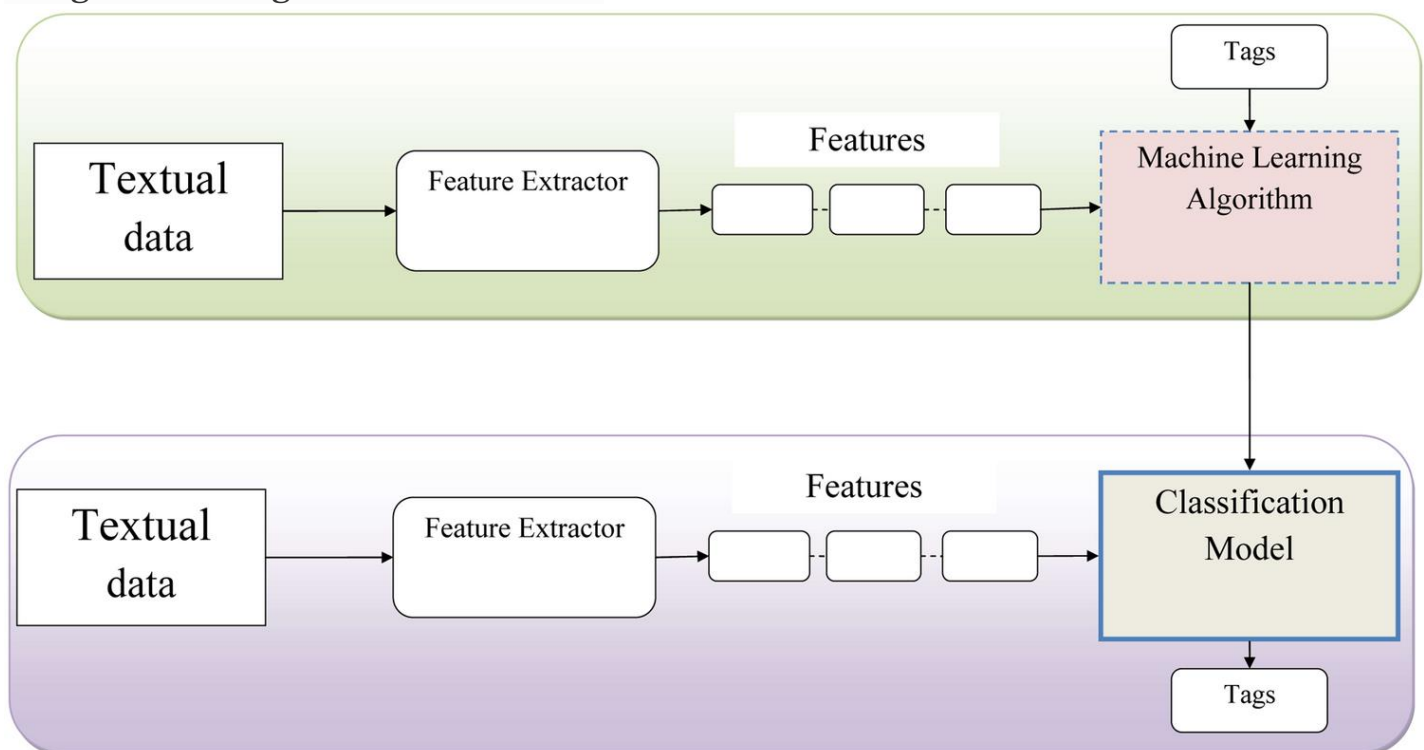 Tags
Features
Machine Learning
Algorithm
Textual
data
Feature Extractor
Features
Classification
Model
Textual
data
Feature Extractor
Tags